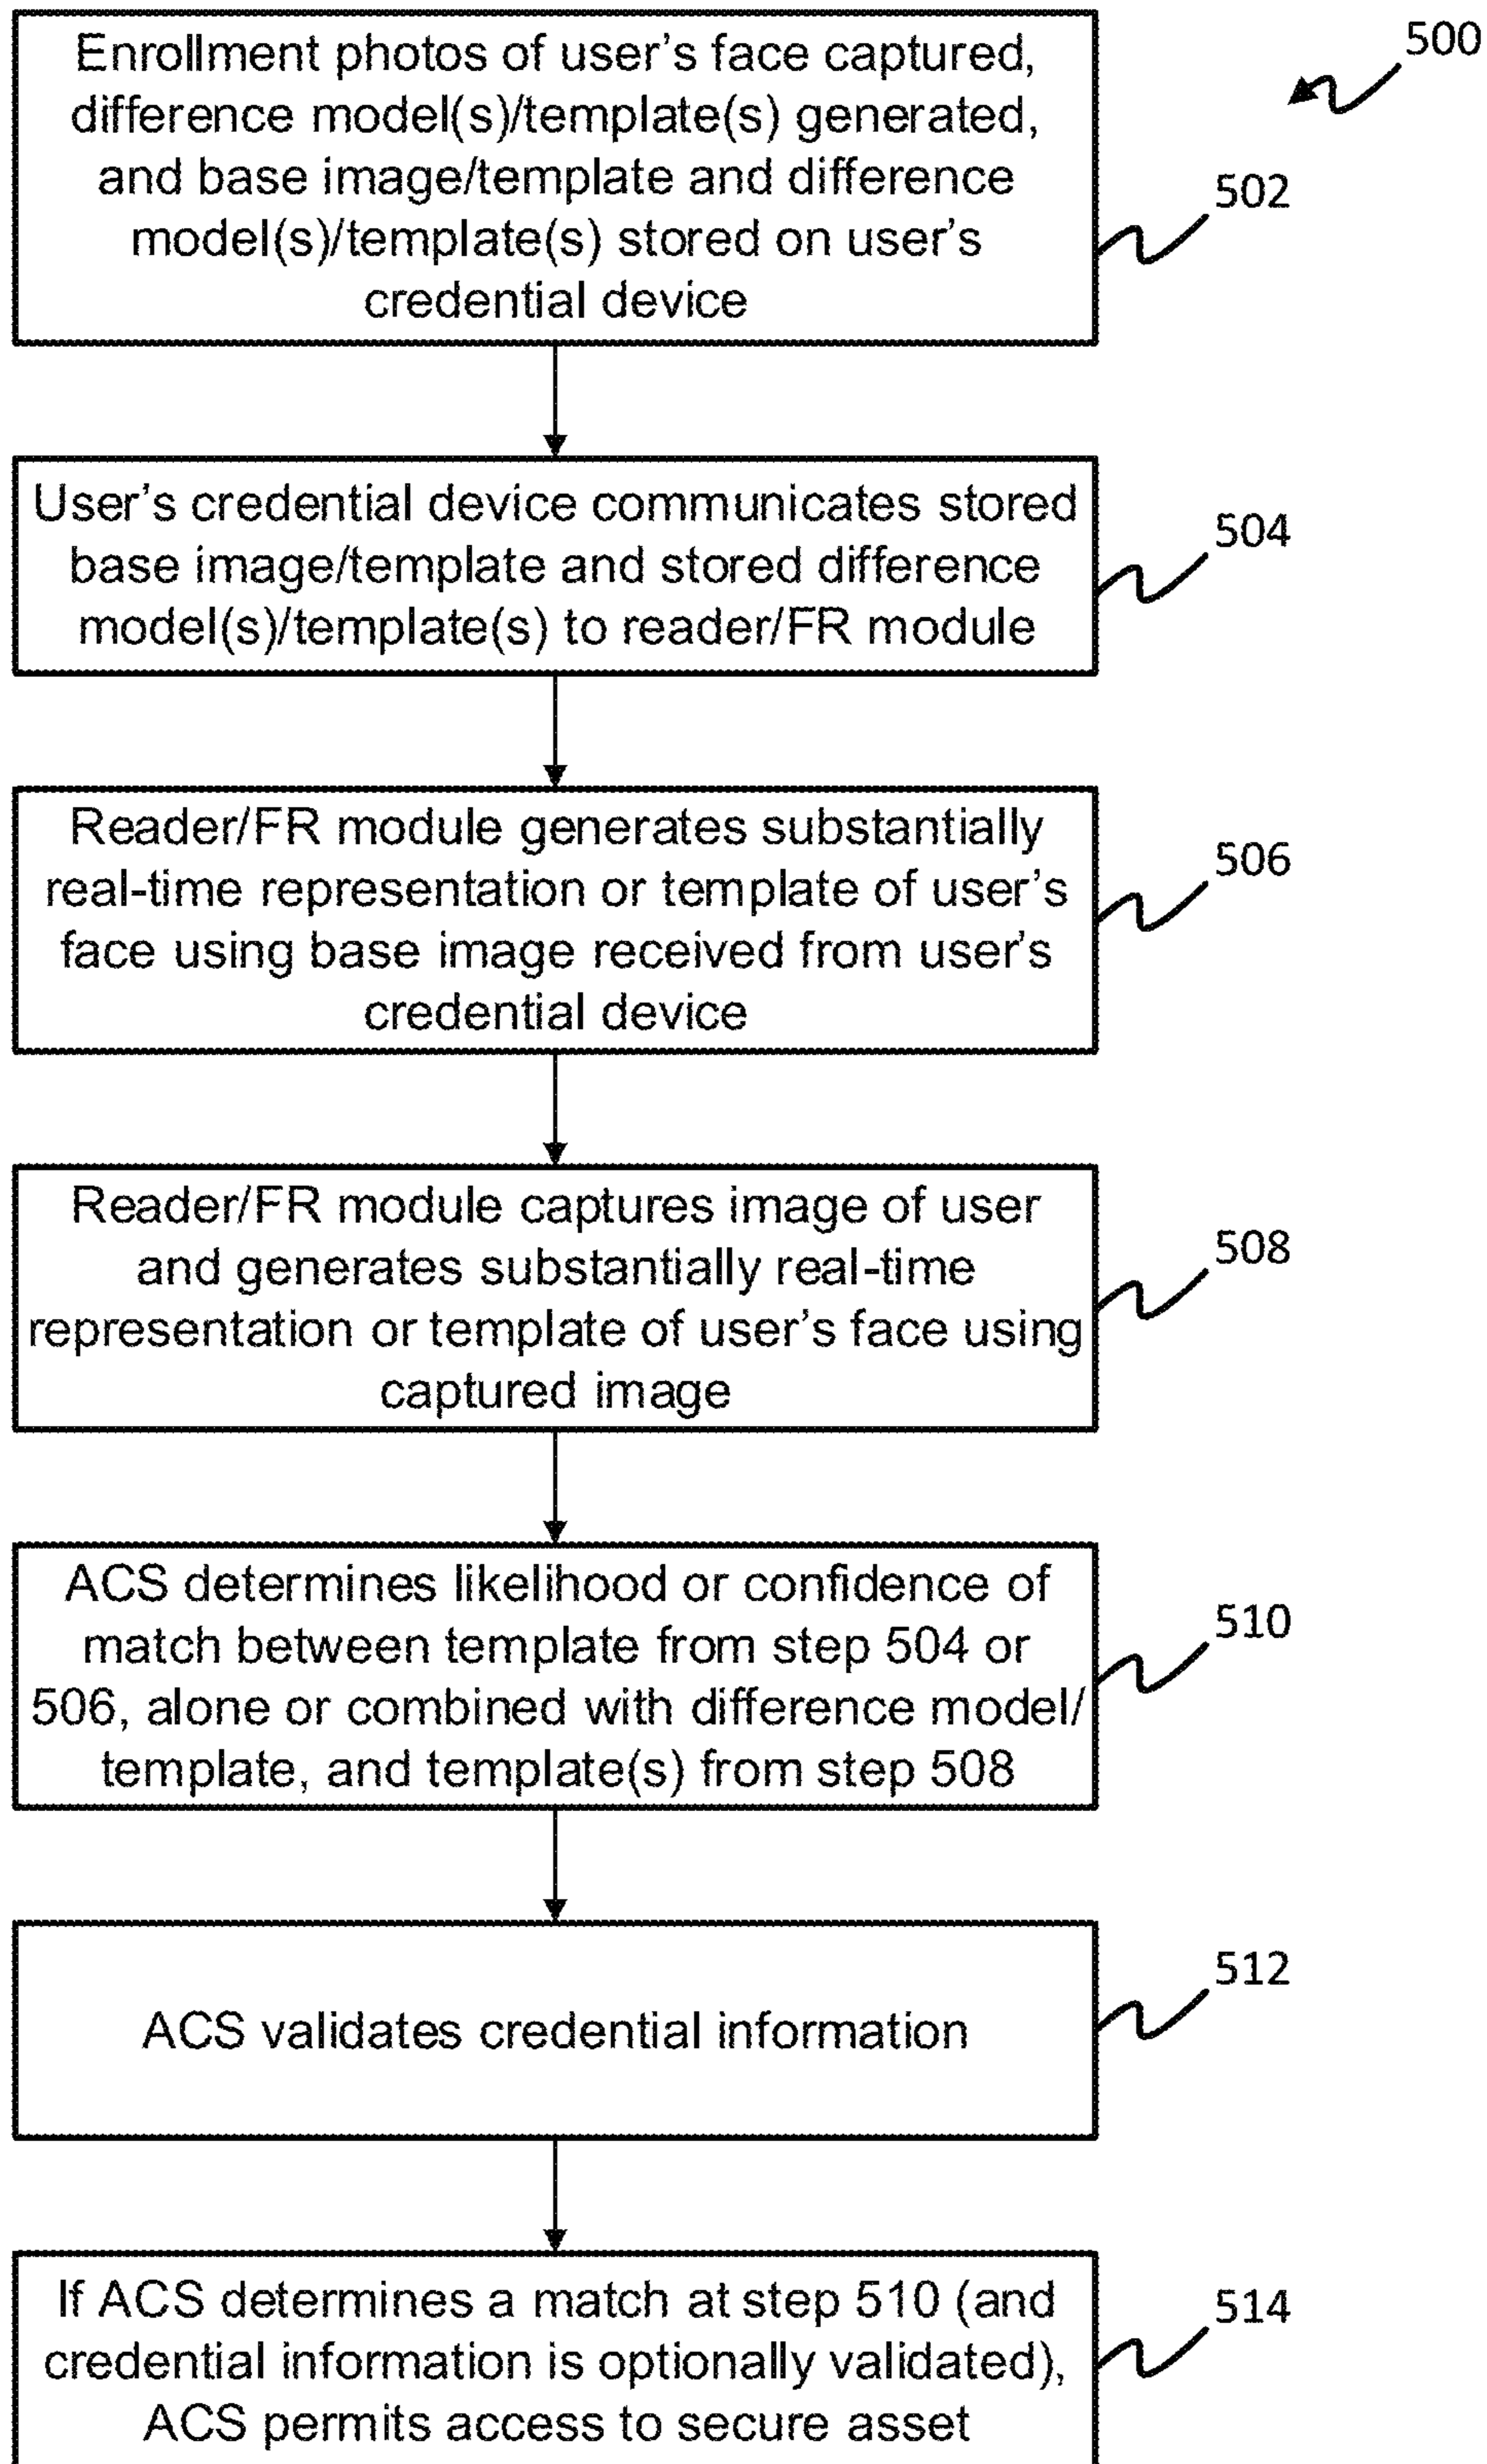 500
Enrollment photos of user's face captured,
difference model(s)/template(s) generated,
and base image/template and difference
model(s)/template(s) stored on user's
credential device
502
User's credential device communicates stored
base image/template and stored difference
model(s)/template(s) to reader/FR module
504
Reader/FR module generates substantially
real-time representation or template of user's
face using base image received from user's
credential device
506
Reader/FR module captures image of user
and generates substantially real-time
representation or template of user's face using
captured image
508
ACS determines likelihood or confidence of
match between template from step 504 or
506, alone or combined with difference model/
template, and template(s) from step 508
510
ACS validates credential information
512
If ACS determines a match at step 510 (and
credential information is optionally validated),
ACS permits access to secure asset
514